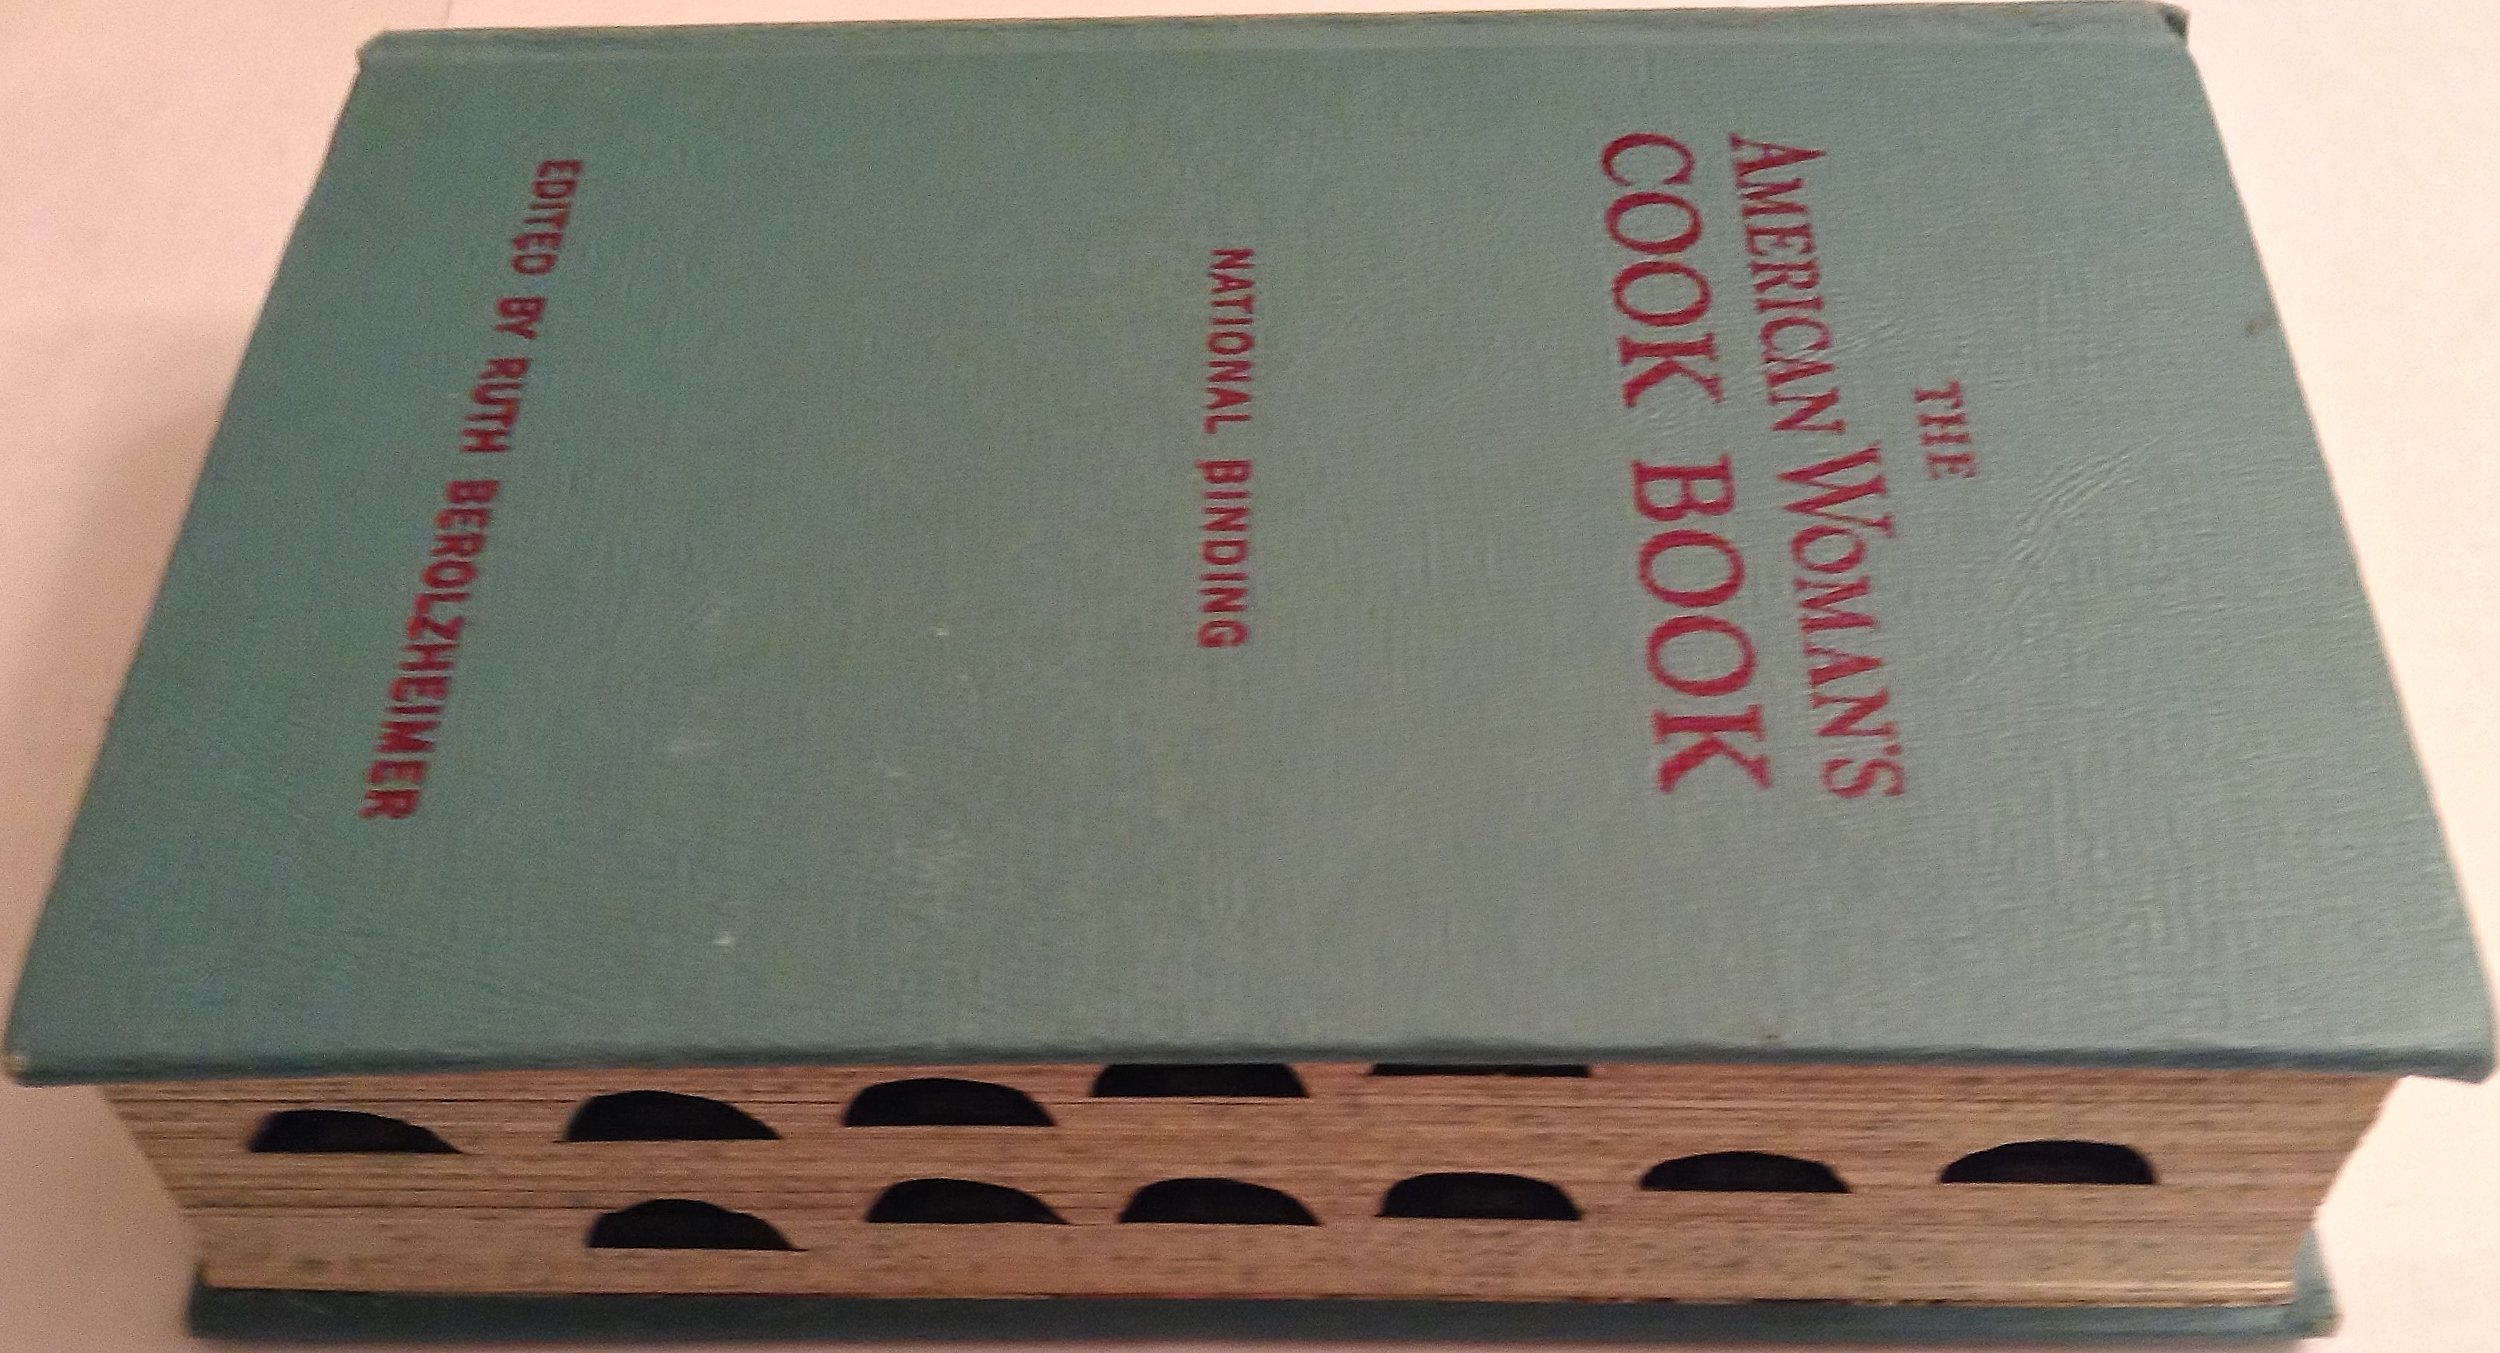 THE
AMERICAN WOMAN'S
COOK BOOK
NATIONAL BINDING
EDITED BY RUTH BEROLZHEIMER